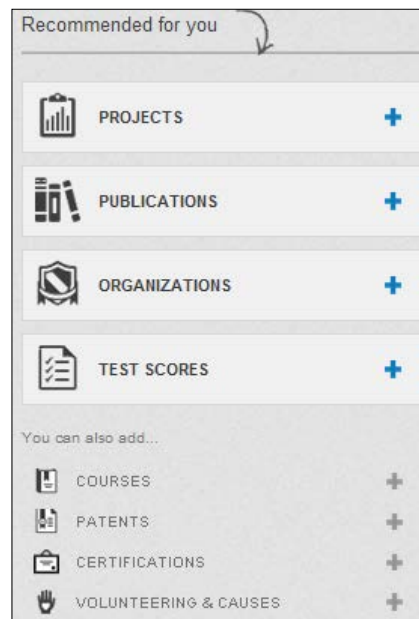 Recommended for you
PROJECTS
PUBLICATIONS
ORGANIZATIONS
TEST SCORES
You can also add...
COURSES
PATENTS
CERTIFICATIONS
VOLUNTEERING & CAUSES